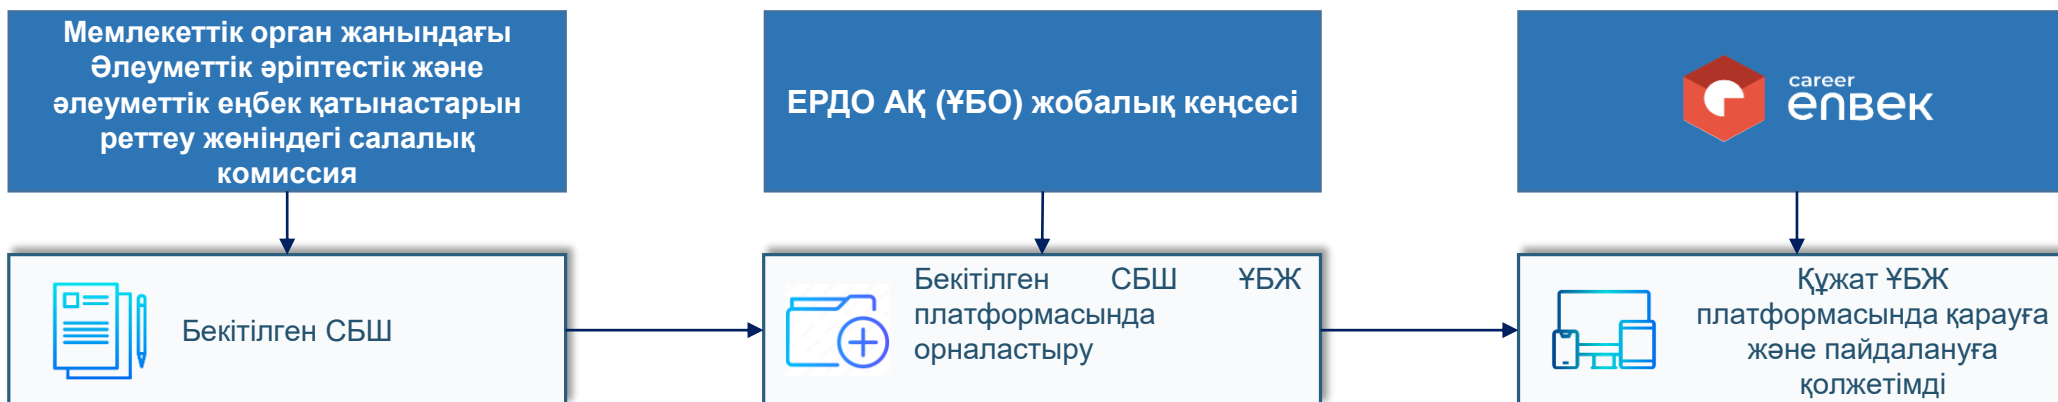 Мемлекеттік орган жанындағы
Әлеуметтік әріптестік және
әлеуметтік еңбек қатынастарын
реттеу жөніндегі салалық
комиссия
ЕРДО АҚ (ҰБО) жобалық кеңсесі
career
enвек
Бекітілген СБШ
Бекітілген СБШ ҰБЖ
платформасында
орналастыру
Құжат ҰБЖ
платформасында қарауға
және пайдалануға
қолжетімді